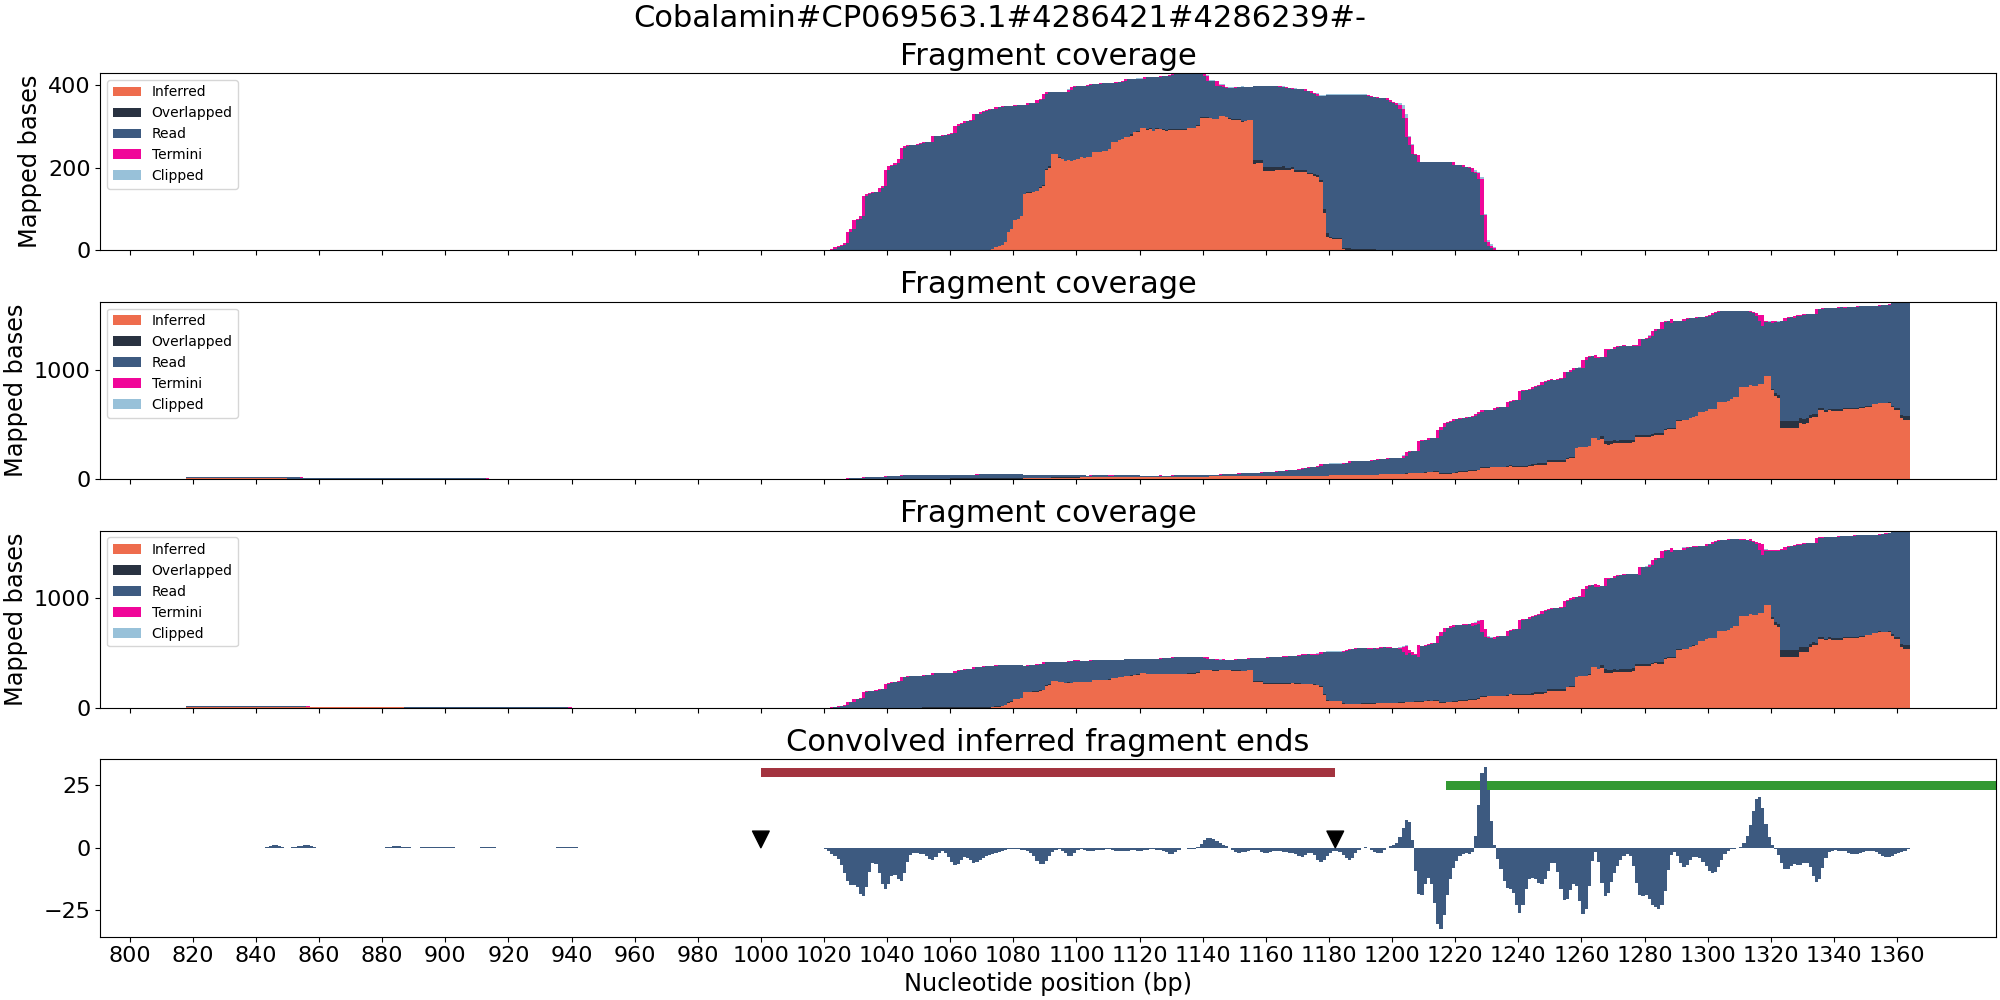 Cobalamin#CP069563.1#4286421#4286239#-
Fragment coverage
Mapped bases
400
200
0
Inferred
Overlapped
Read
Termini
Clipped
Fragment coverage
Mapped bases
1000
0
Inferred
Overlapped
Read
Termini
Clipped
Fragment coverage
Mapped bases
1000
0
Inferred
Overlapped
Read
Termini
Clipped
Convolved inferred fragment ends
25
0
−25
800 820 840 860 880 900 920 940 960 980 1000 1020 1040 1060 1080 1100 1120 1140 1160 1180 1200 1220 1240 1260 1280 1300 1320 1340 1360
Nucleotide position (bp)